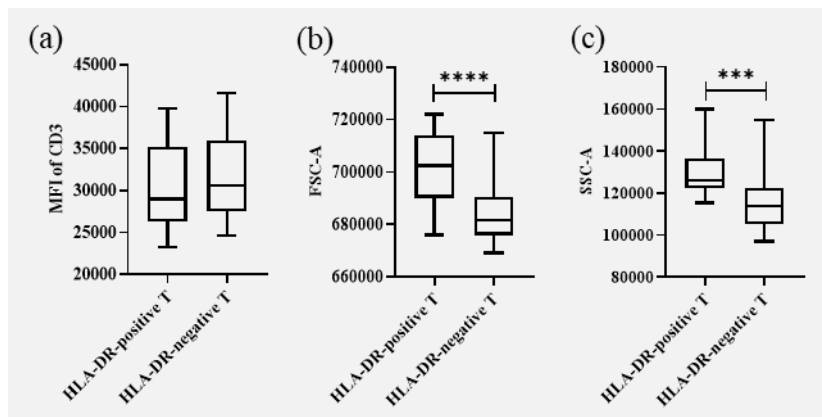 (a)
45000
40000
35000
30000
25000
20000
MFI of CD3
HLA-DR-positive T
HLA-DR-negative T
(b)
740000
720000
700000
680000
660000
FSC-A
****
HLA-DR-positive T
HLA-DR-negative T
(c)
180000
160000
140000
120000
100000
80000
SSC-A
***
HLA-DR-positive T
HLA-DR-negative T